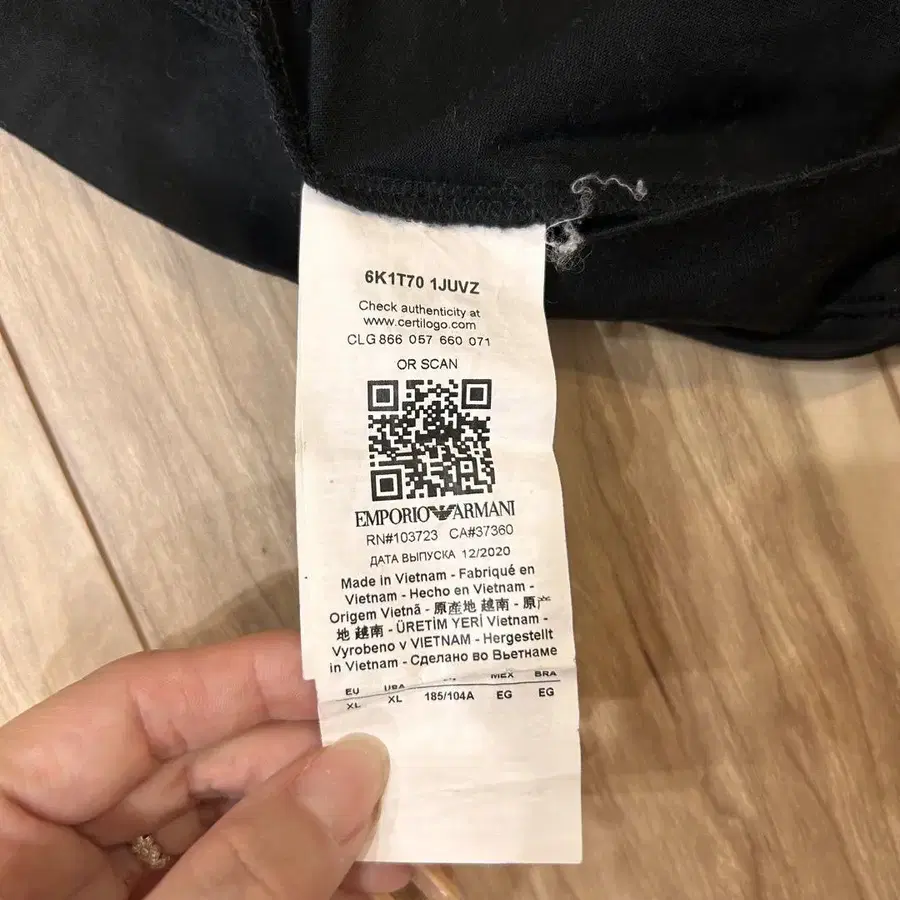 6K1T70 1JUVZ
Check authenticity at
www.certilogo.com
CLG 866 057 660 071
OR SCAN
EMPORIO ARMANI
RN#103723 CA#37360
ДАТА ВЫПУСКА 12/2020
Made in Vietnam - Fabriqué en
Vietnam - Hecho en Vietnam -
Origem Vietnã - 原產地 越南 - 原产
地 越南 - ÜRETİM YERİ Vietnam -
Vyrobeno v VIETNAM - Hergestellt
in Vietnam - Сделано во Вьетнаме
EU USA MEX BRA
XL XL 185/104A EG EG